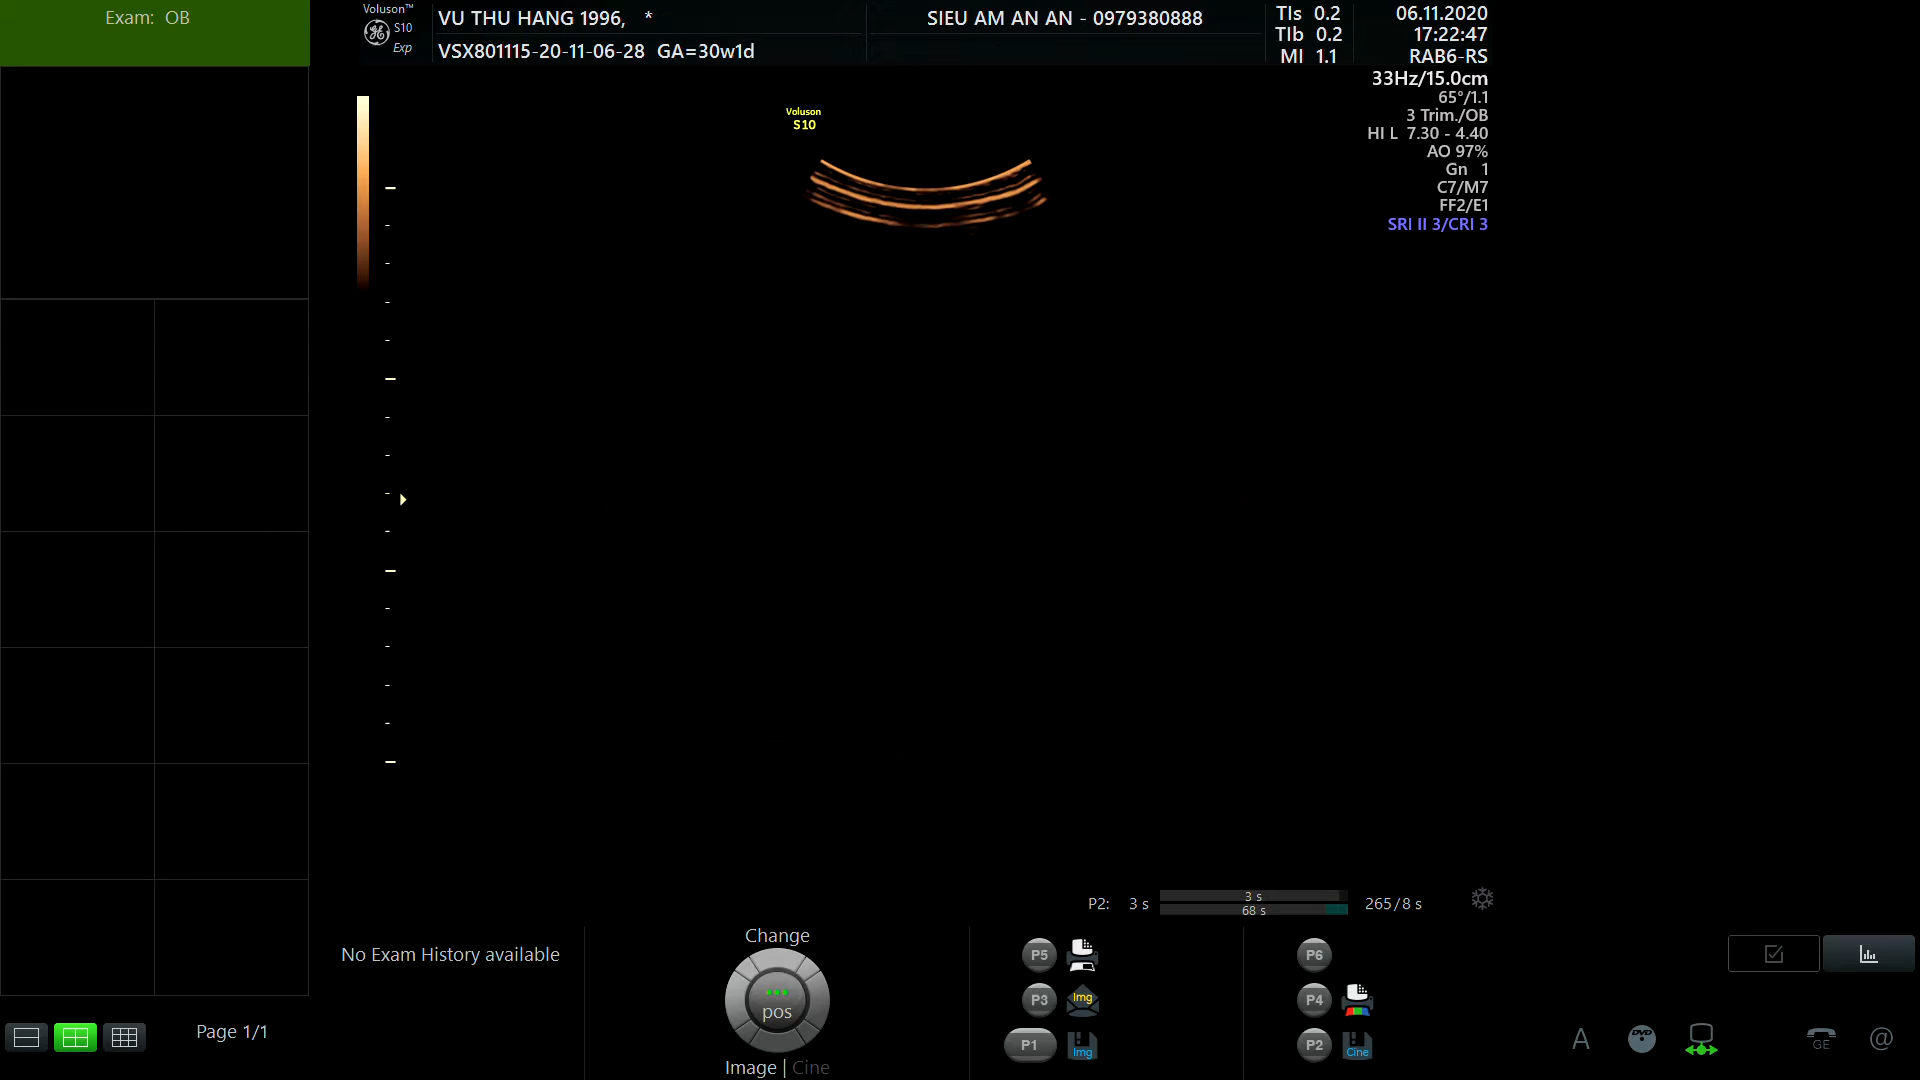 Exam: OB
Voluson™
S10
Exp
VU THU HANG 1996, *
VSX801115-20-11-06-28 GA=30w1d
SIEU AM AN AN - 0979380888
TIs 0.2
TIb 0.2
MI 1.1
06.11.2020
17:22:47
RAB6-RS
33Hz/15.0cm
65°/1.1
3 Trim./OB
HI L 7.30 - 4.40
AO 97%
Gn 1
C7/M7
FF2/E1
SRI II 3/CRI 3
Voluson
S10
P2: 3 s
3 s
68 s
265/8 s
No Exam History available
Change
pos
Image | Cine
P5
P3 Img
P1 Img
P6
P4
P2 Cine
Page 1/1
A
DVD
GE
@